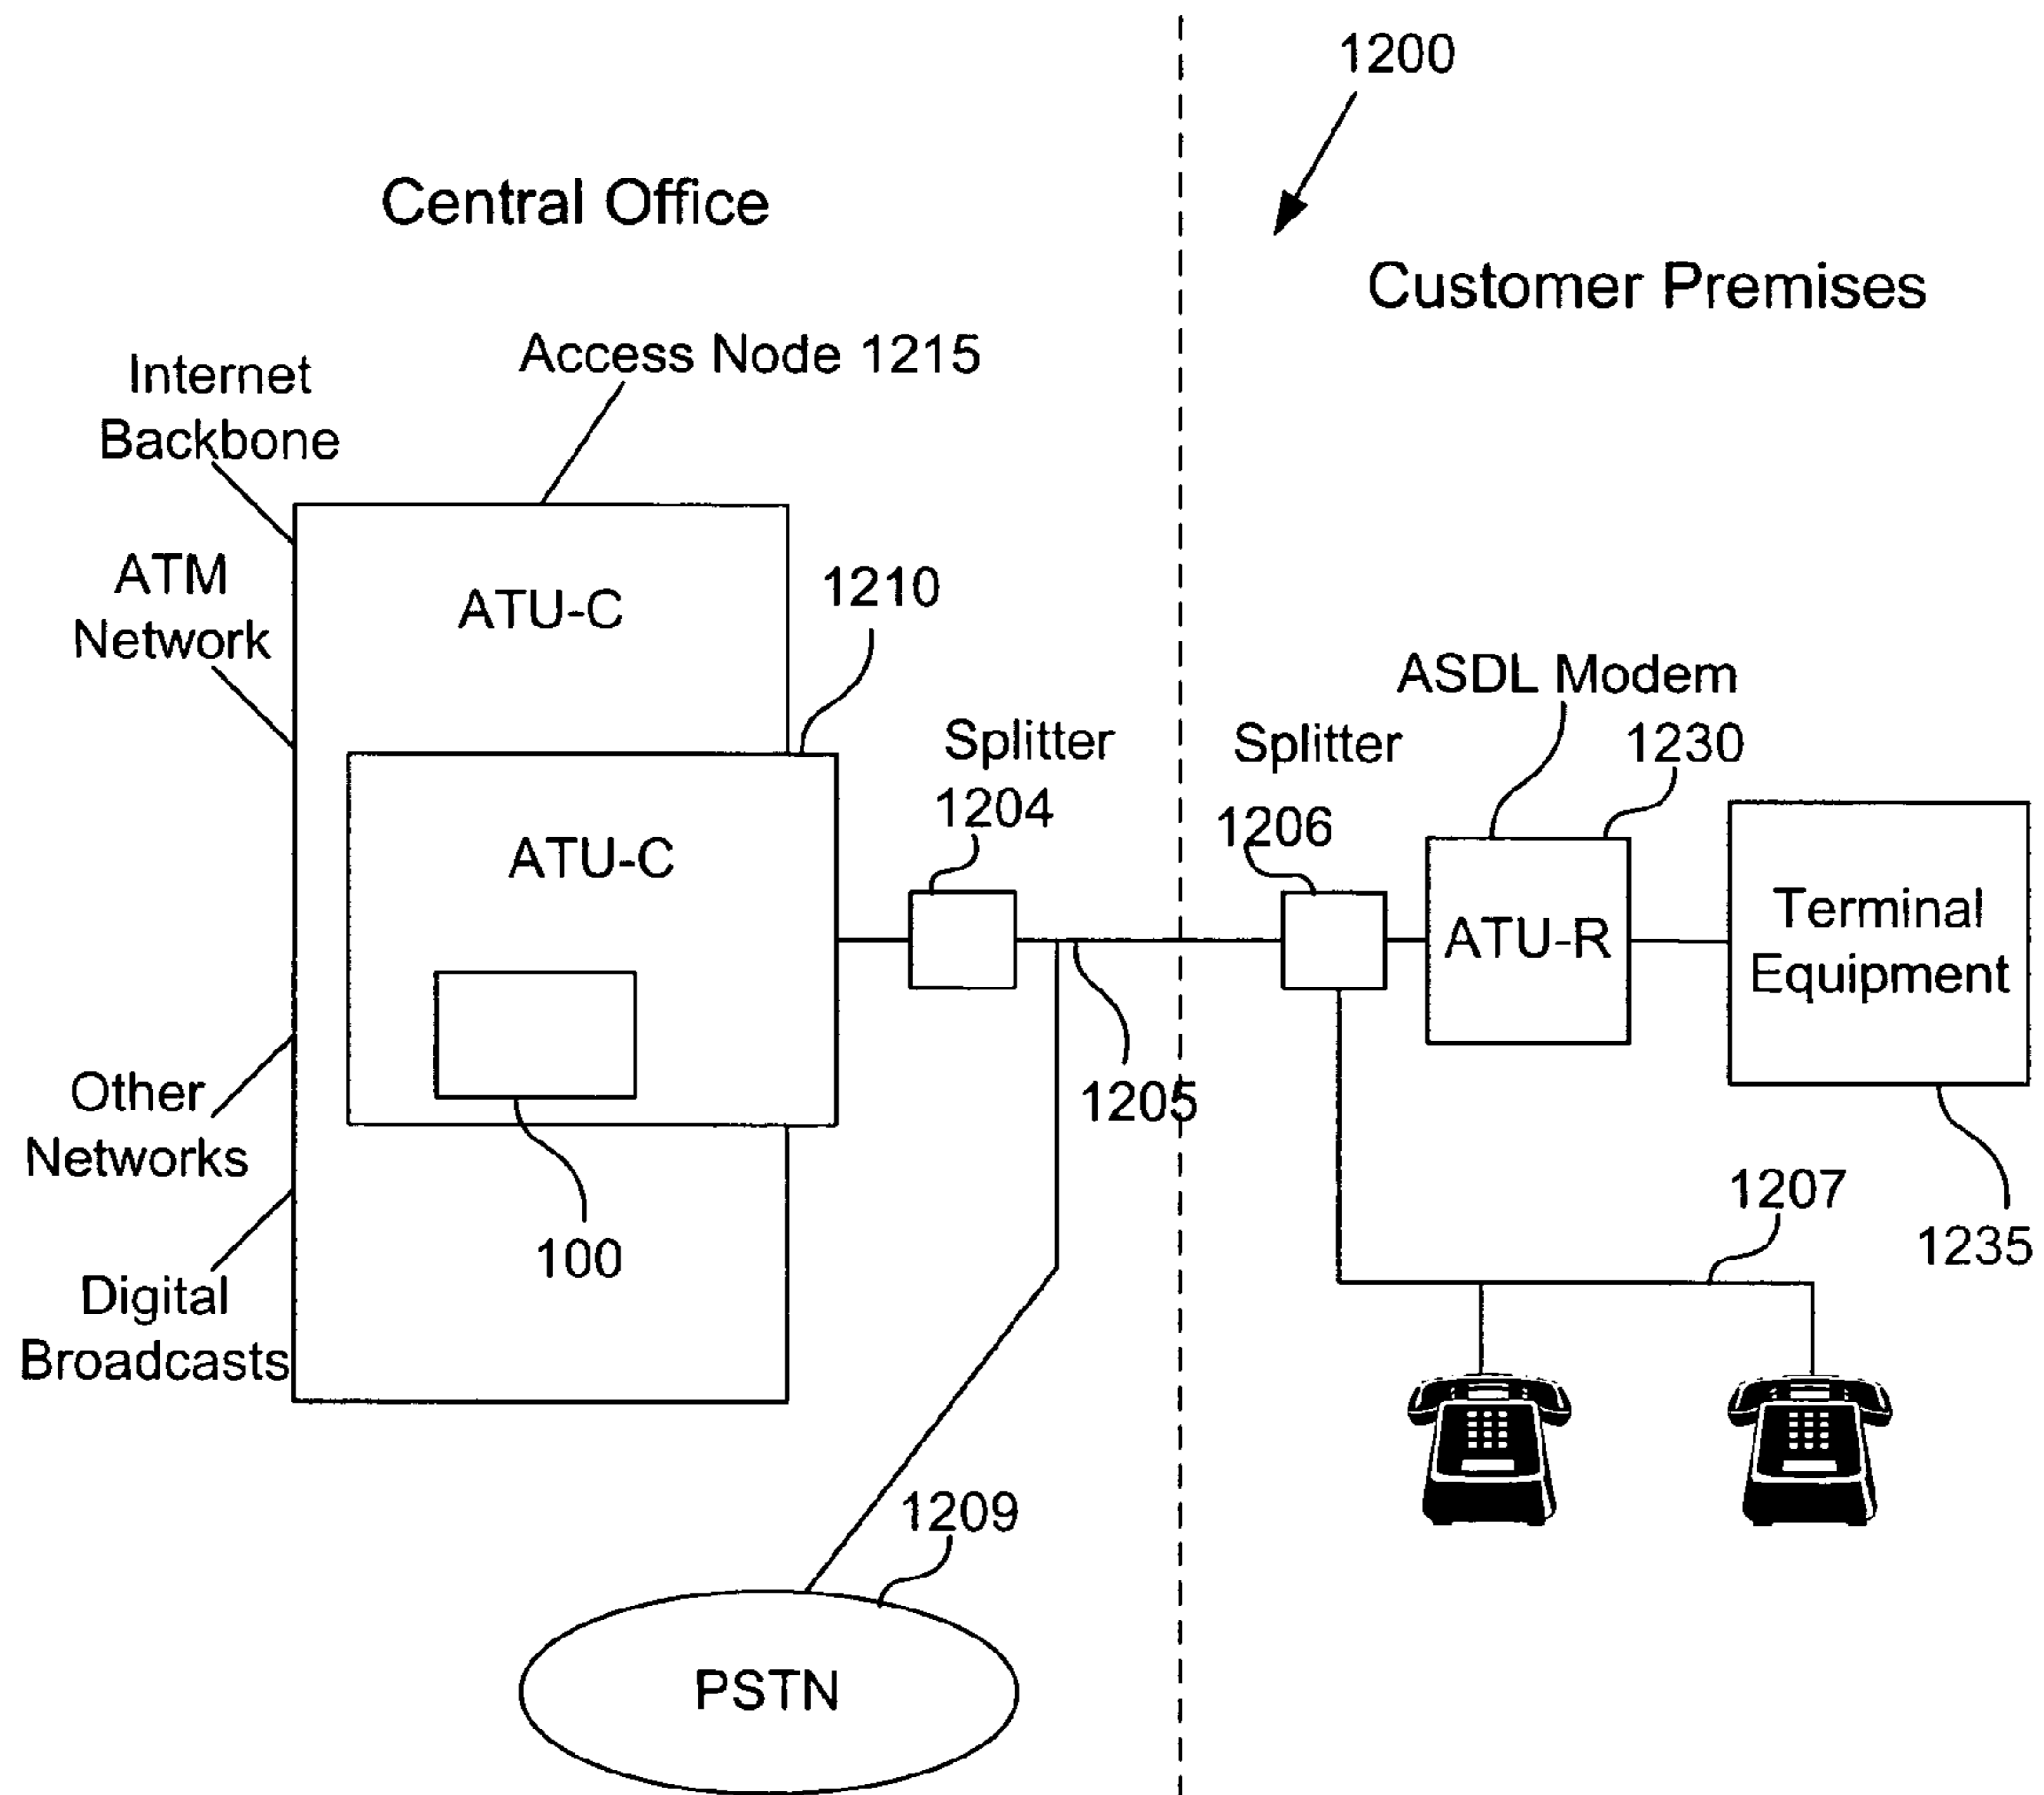 1200
Central Office
Customer Premises
Access Node 1215
Internet
Backbone
ATM
Network
ATU-C
1210
ASDL Modem
1230
Splitter
1204
Splitter
1206
ATU-C
ATU-R
Terminal
Equipment
1205
Other
Networks
100
1207
1235
Digital
Broadcasts
1209
PSTN